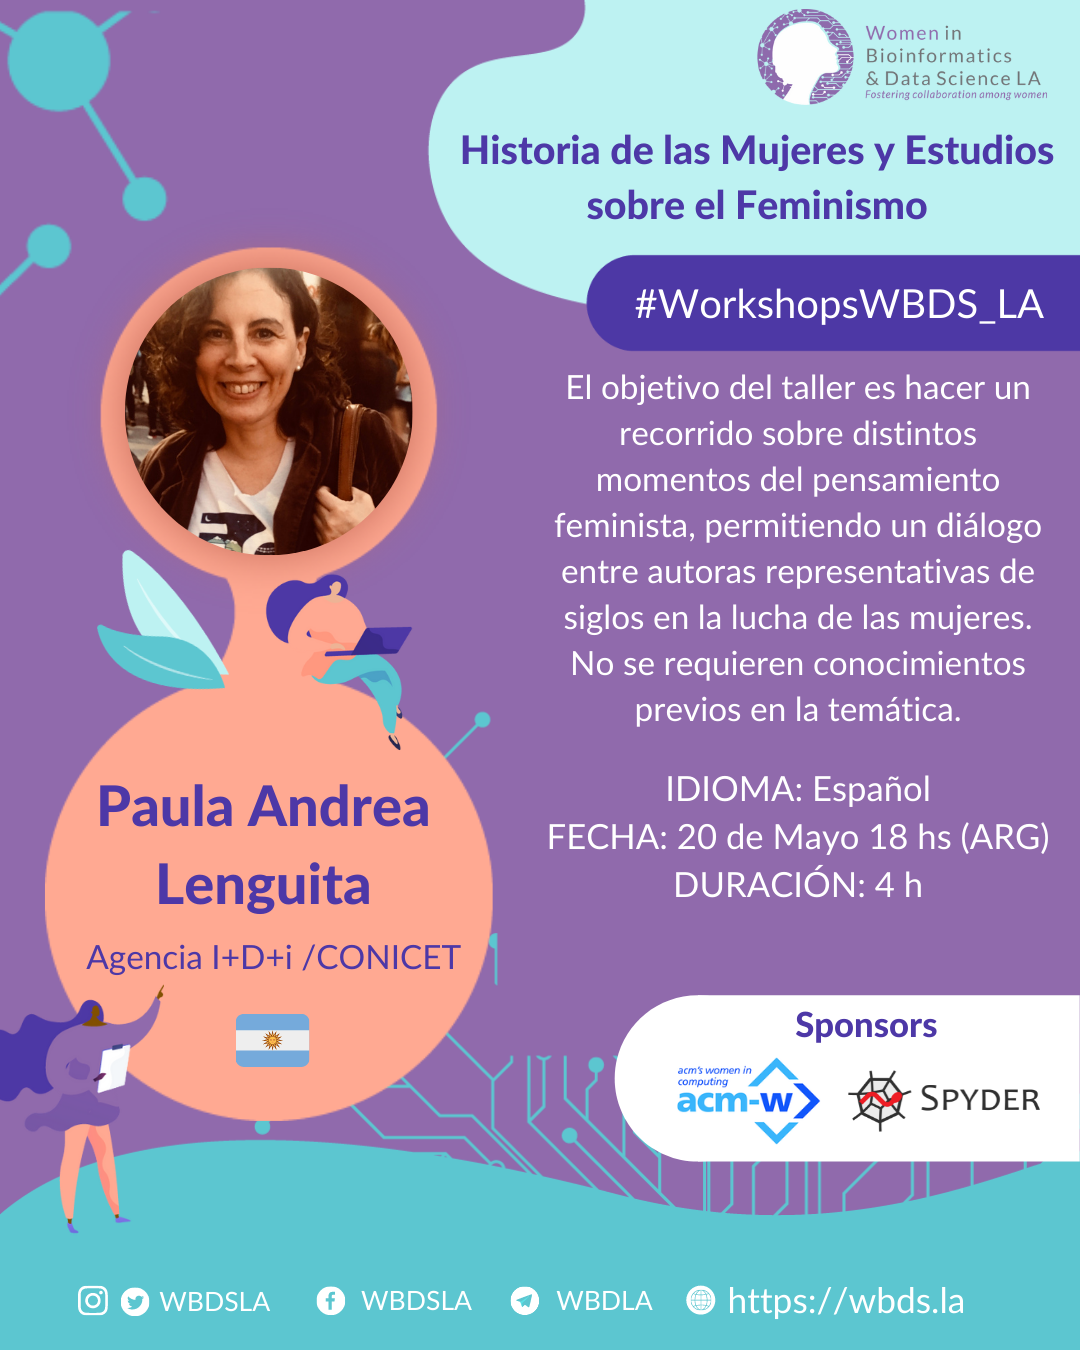 Women in
Bioinformatics
& Data Science LA
Fostering collaboration among women
Historia de las Mujeres y Estudios
sobre el Feminismo
#WorkshopsWBDS_LA
El objetivo del taller es hacer un
recorrido sobre distintos
momentos del pensamiento
feminista, permitiendo un diálogo
entre autoras representativas de
siglos en la lucha de las mujeres.
No se requieren conocimientos
previos en la temática.
IDIOMA: Español
FECHA: 20 de Mayo 18 hs (ARG)
DURACIÓN: 4 h
Paula Andrea
Lenguita
Agencia I+D+i /CONICET
Sponsors
acm's women in
computing
acm-w
SPYDER
WBDSLA
WBDSLA
WBDLA
https://wbds.la